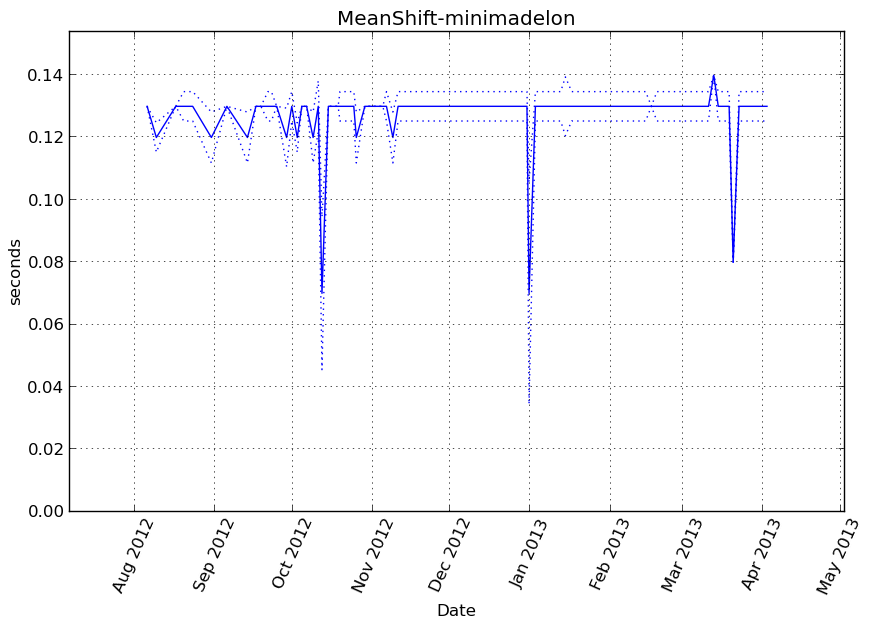 MeanShift-minimadelon
0.14
0.12
0.10
0.08
0.06
0.04
0.02
0.00
seconds
Aug 2012
Sep 2012
Oct 2012
Nov 2012
Dec 2012
Jan 2013
Feb 2013
Mar 2013
Apr 2013
May 2013
Date